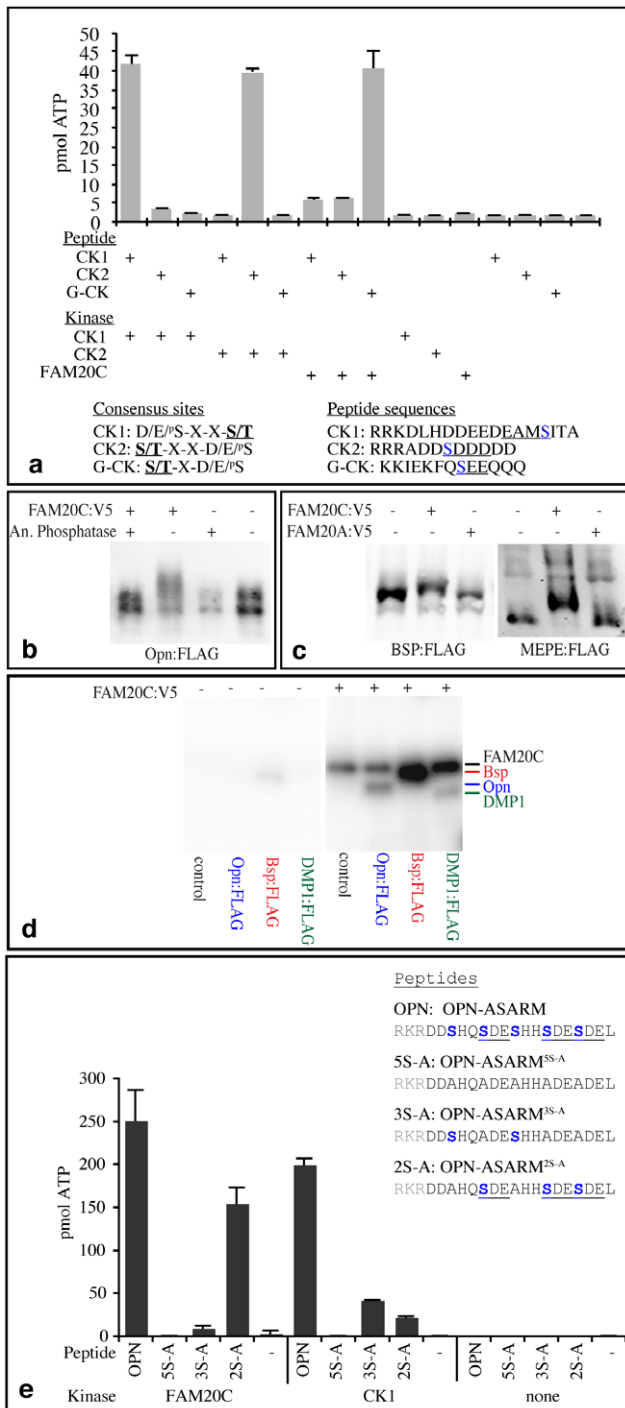 50
45
40
35
30
25
20
15
10
5
0
pmol ATP
Peptide
CK1 + + + +
CK2 + + + +
G-CK + + + +
Kinase
CK1 + + + +
CK2 + + + +
FAM20C + + + +
Consensus sites
CK1: D/E/pS-X-X-S/T
CK2: S/T-X-X-D/E/pS
G-CK: S/T-X-D/E/pS
Peptide sequences
CK1: RRKDLHDDEEDEAMSITA
CK2: RRRADDSDDDDD
G-CK: KKIEKFQSEEQQQ
a
FAM20C:V5 + + - -
An. Phosphatase + - + -
Opn:FLAG
b
FAM20C:V5 - + - - + -
FAM20A:V5 - - + - - +
BSP:FLAG
MEPE:FLAG
c
FAM20C:V5 - - - - + + + +
FAM20C
Bsp
Opn
DMP1
control
Opn:FLAG
Bsp:FLAG
DMP1:FLAG
control
Opn:FLAG
Bsp:FLAG
DMP1:FLAG
d
Peptides
OPN: OPN-ASARM
RKRDDSHQSDESHHSDESDEL
5S-A: OPN-ASARM5S-A
RKRDDAHQADEAHHADEADEL
3S-A: OPN-ASARM3S-A
RKRDDSHQADESHHADEADEL
2S-A: OPN-ASARM2S-A
RKRDDAHQSDEAHHSDESDEL
300
250
200
150
100
50
0
pmol ATP
Peptide OPN 5S-A 3S-A 2S-A - OPN 5S-A 3S-A 2S-A - OPN 5S-A 3S-A 2S-A -
Kinase FAM20C CK1 none
e